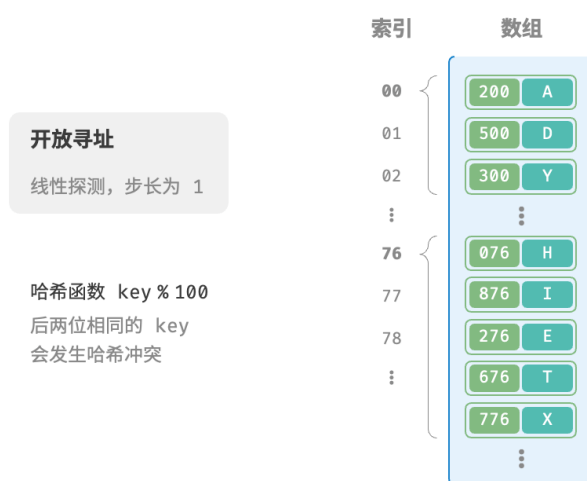 索引 数组
00 200 A
01 500 D
02 300 Y
76 076 H
77 876 I
78 276 E
676 T
776 X
开放寻址
线性探测，步长为 1
哈希函数 key % 100
后两位相同的 key
会发生哈希冲突